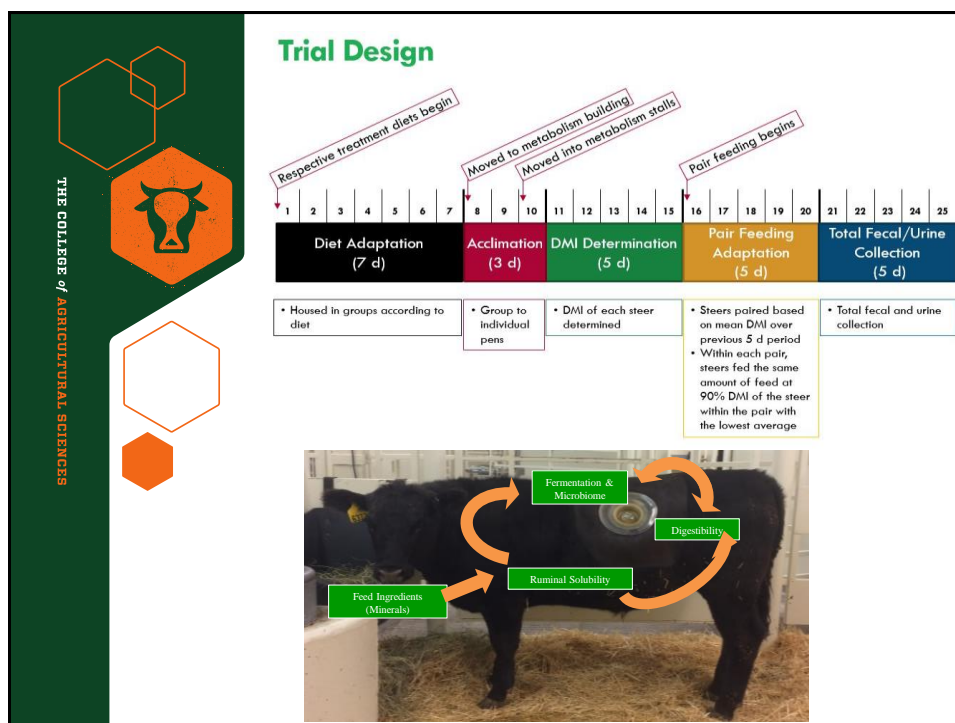 Trial Design
Respective treatment diets begin
Moved to metabolism building
Moved into metabolism stalls
Pair feeding begins
1 2 3 4 5 6 7 8 9 10 11 12 13 14 15 16 17 18 19 20 21 22 23 24 25
Diet Adaptation
(7 d)
Acclimation
(3 d)
DMI Determination
(5 d)
Pair Feeding
Adaptation
(5 d)
Total Fecal/Urine
Collection
(5 d)
• Housed in groups according to
diet
• Group to
individual
pens
• DMI of each steer
determined
• Steers paired based
on mean DMI over
previous 5 d period
• Within each pair,
steers fed the same
amount of feed at
90% DMI of the steer
within the pair with
the lowest average
• Total fecal and urine
collection
THE COLLEGE of AGRICULTURAL SCIENCES
Fermentation &
Microbiome
Digestibility
Ruminal Solubility
Feed Ingredients
(Minerals)